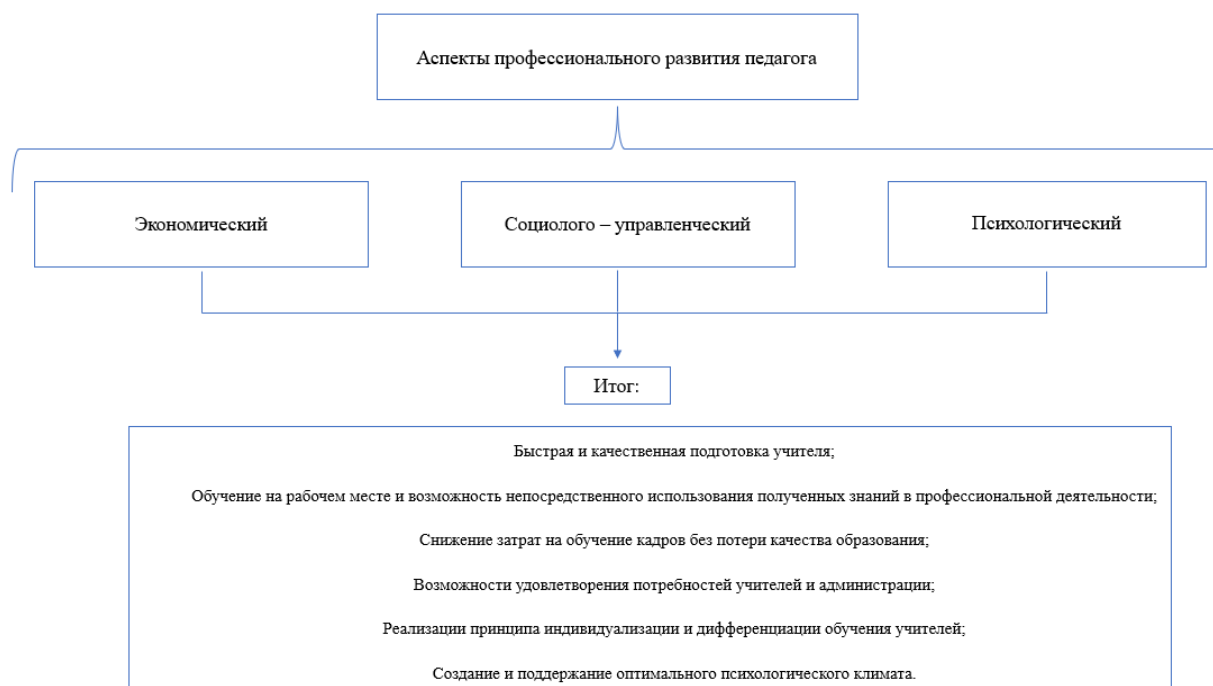 Аспекты профессионального развития педагога
Экономический
Социолого – управленческий
Психологический
Итог:
Быстрая и качественная подготовка учителя;
Обучение на рабочем месте и возможность непосредственного использования полученных знаний в профессиональной деятельности;
Снижение затрат на обучение кадров без потери качества образования;
Возможности удовлетворения потребностей учителей и администрации;
Реализации принципа индивидуализации и дифференциации обучения учителей;
Создание и поддержание оптимального психологического климата.